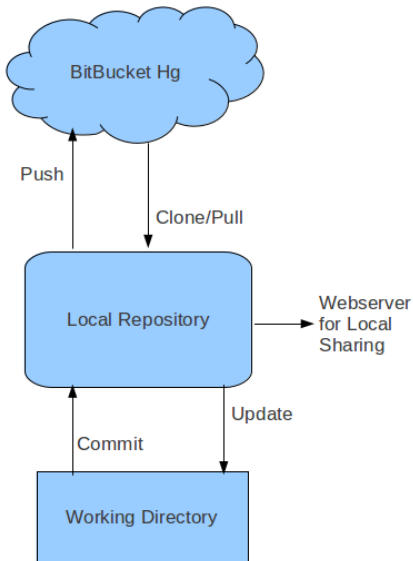 BitBucket Hg
Push
Clone/Pull
Local Repository
Webserver
for Local
Sharing
Update
Commit
Working Directory